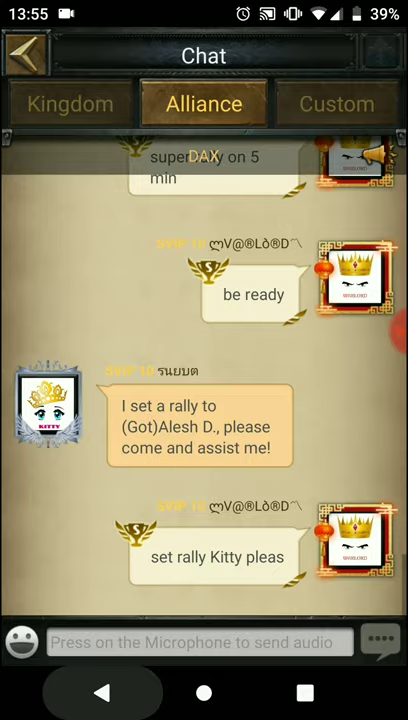 13:55
39%
Chat
Kingdom
Alliance
Custom
DAX
on 5
min
SVIP 10 ლV@®Lò®D〽
be ready
SVIP 10 รนยบต
I set a rally to
(Got)Alesh D., please
come and assist me!
KITTY
SVIP 10 ლV@®Lò®D〽
set rally Kitty pleas
Press on the Microphone to send audio